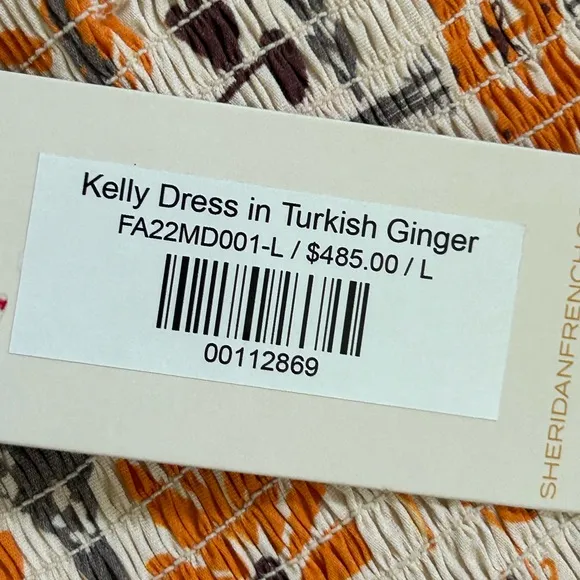 Kelly Dress in Turkish Ginger
FA22MD001-L / $485.00 / L
00112869